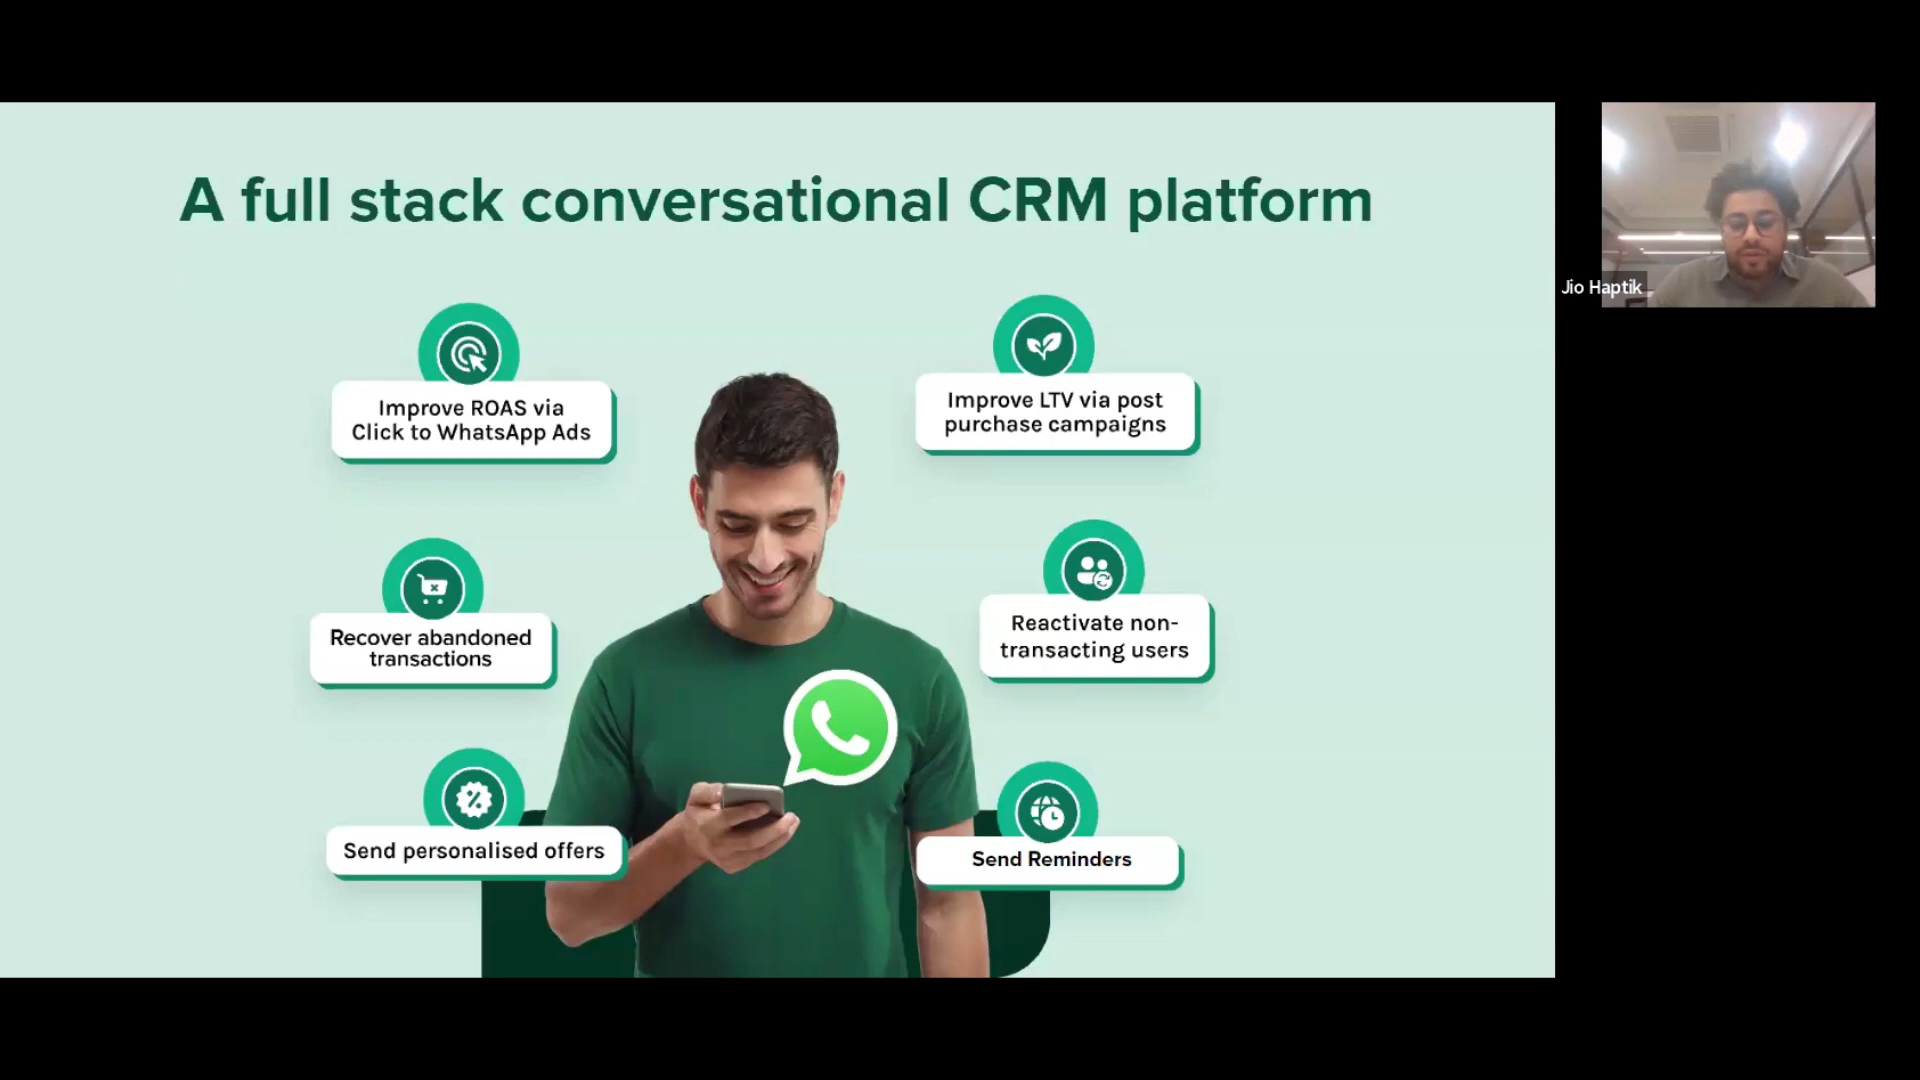 A full stack conversational CRM platform
Improve ROAS via
Click to WhatsApp Ads
Improve LTV via post
purchase campaigns
Recover abandoned
transactions
Reactivate non-
transacting users
Send personalised offers
Send Reminders
Jio Haptik